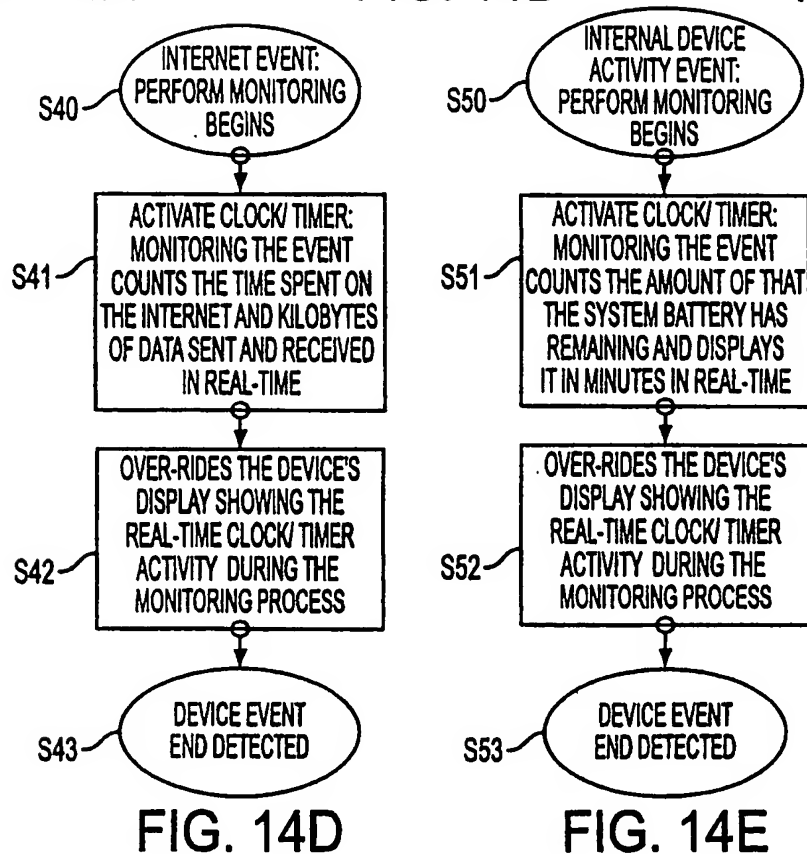 S40
INTERNET EVENT:
PERFORM MONITORING
BEGINS
S41
ACTIVATE CLOCK/ TIMER:
MONITORING THE EVENT
COUNTS THE TIME SPENT ON
THE INTERNET AND KILOBYTES
OF DATA SENT AND RECEIVED
IN REAL-TIME
S42
OVER-RIDES THE DEVICE'S
DISPLAY SHOWING THE
REAL-TIME CLOCK/ TIMER
ACTIVITY DURING THE
MONITORING PROCESS
S43
DEVICE EVENT
END DETECTED
FIG. 14D
S50
INTERNAL DEVICE
ACTIVITY EVENT:
PERFORM MONITORING
BEGINS
S51
ACTIVATE CLOCK/ TIMER:
MONITORING THE EVENT
COUNTS THE AMOUNT OF THAT
THE SYSTEM BATTERY HAS
REMAINING AND DISPLAYS
IT IN MINUTES IN REAL-TIME
S52
OVER-RIDES THE DEVICE'S
DISPLAY SHOWING THE
REAL-TIME CLOCK/ TIMER
ACTIVITY DURING THE
MONITORING PROCESS
S53
DEVICE EVENT
END DETECTED
FIG. 14E